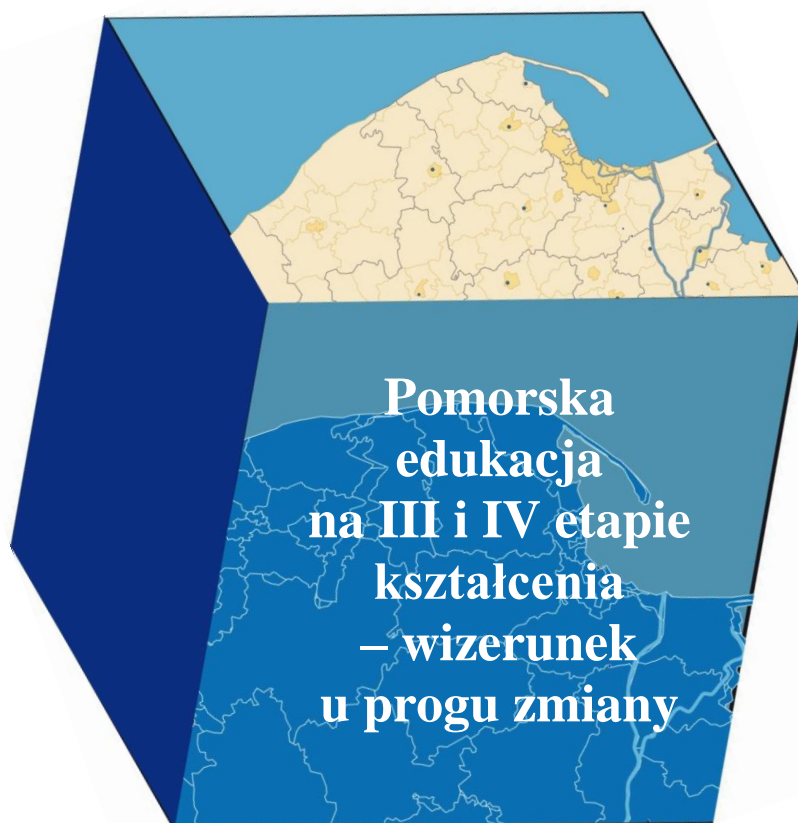 Pomorska
edukacja
na III i IV etapie
kształcenia
– wizerunek
u progu zmiany